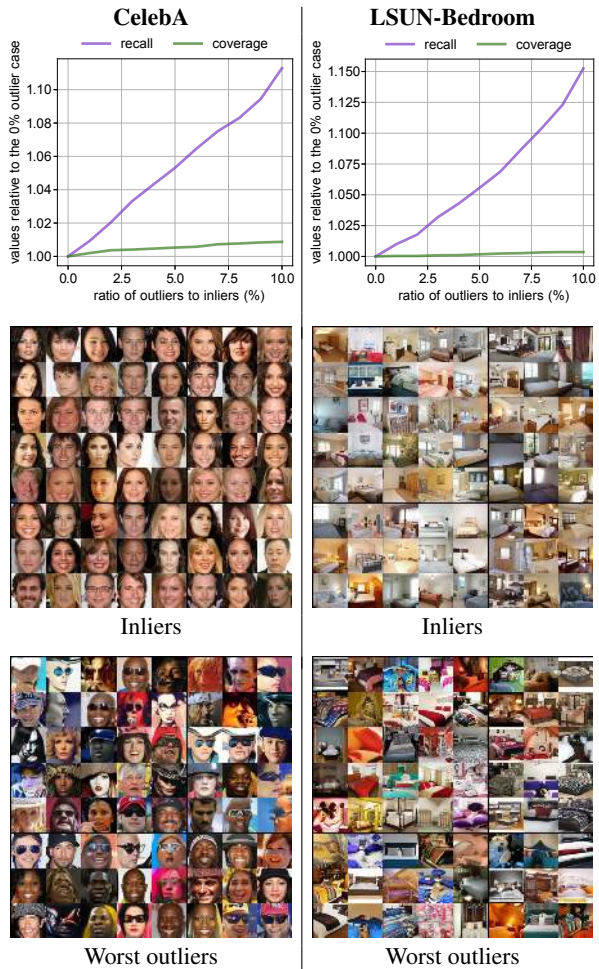 CelebA
recall
coverage
values relative to the 0% outlier case
1.10
1.08
1.06
1.04
1.02
1.00
0.0
2.5
5.0
7.5
10.0
ratio of outliers to inliers (%)
Inliers
Worst outliers
LSUN-Bedroom
recall
coverage
values relative to the 0% outlier case
1.150
1.125
1.100
1.075
1.050
1.025
1.000
0.0
2.5
5.0
7.5
10.0
ratio of outliers to inliers (%)
Inliers
Worst outliers